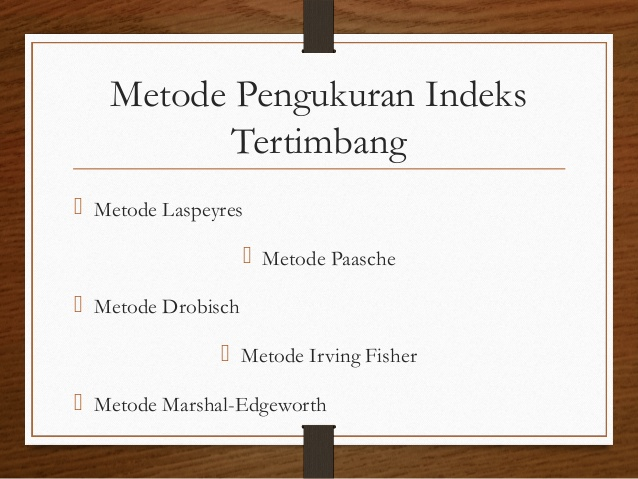 Metode Pengukuran Indeks
Tertimbang
Metode Laspeyres
Metode Paasche
Metode Drobisch
Metode Irving Fisher
Metode Marshal-Edgeworth